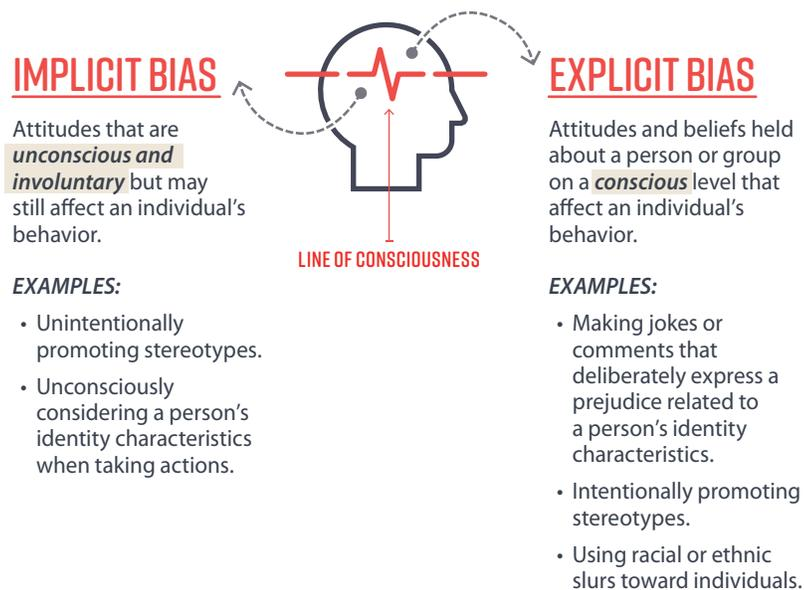 IMPLICIT BIAS
Attitudes that are
unconscious and
involuntary but may
still affect an individual's
behavior.
EXAMPLES:
• Unintentionally
promoting stereotypes.
• Unconsciously
considering a person's
identity characteristics
when taking actions.
LINE OF CONSCIOUSNESS
EXPLICIT BIAS
Attitudes and beliefs held
about a person or group
on a conscious level that
affect an individual's
behavior.
EXAMPLES:
• Making jokes or
comments that
deliberately express a
prejudice related to
a person's identity
characteristics.
• Intentionally promoting
stereotypes.
• Using racial or ethnic
slurs toward individuals.